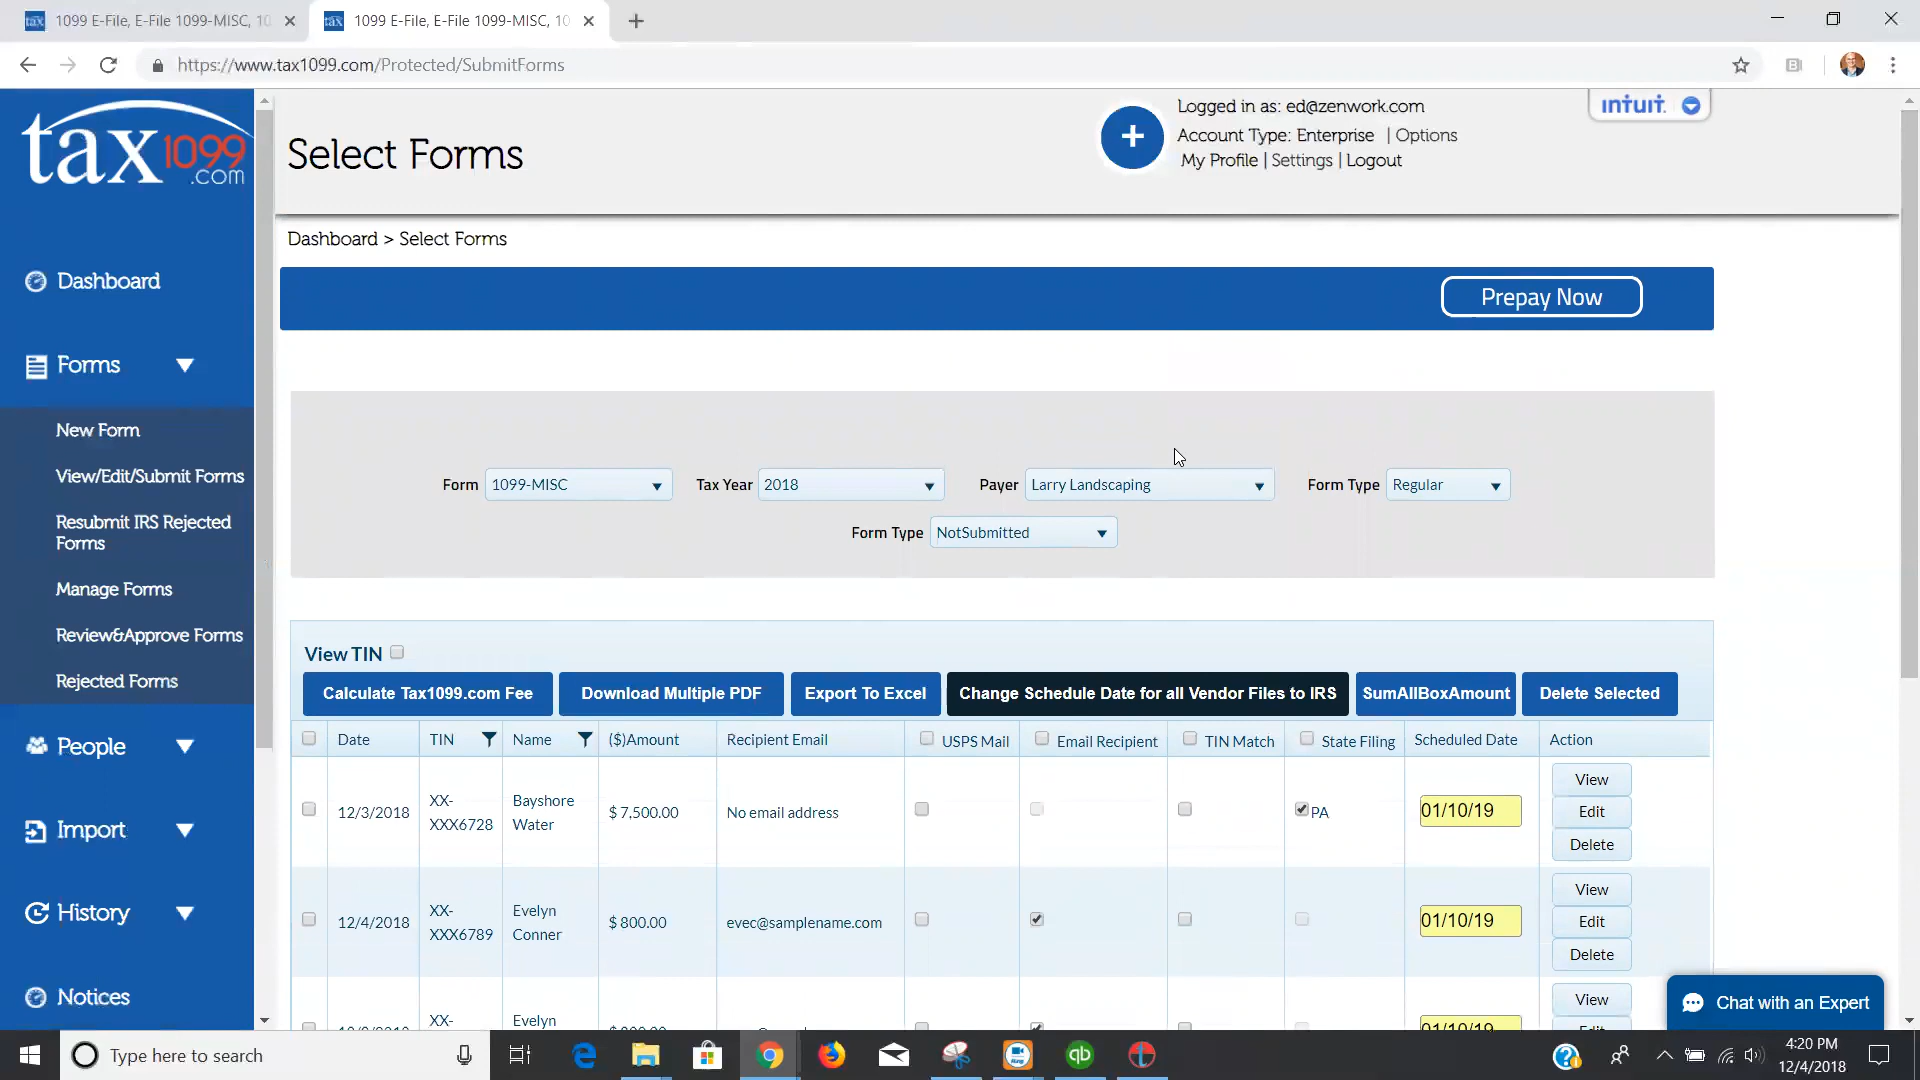 tax 1099 E-File, E-File 1099-MISC, 10
tax 1099 E-File, E-File 1099-MISC, 10
https://www.tax1099.com/Protected/SubmitForms
tax1099.com
Select Forms
Logged in as: ed@zenwork.com
Account Type: Enterprise | Options
My Profile | Settings | Logout
intuit.
Dashboard > Select Forms
Prepay Now
Dashboard
Forms
New Form
View/Edit/Submit Forms
Resubmit IRS Rejected
Forms
Manage Forms
Review&Approve Forms
Rejected Forms
People
Import
History
Notices
Form 1099-MISC Tax Year 2018 Payer Larry Landscaping Form Type Regular
Form Type NotSubmitted
View TIN
Calculate Tax1099.com Fee Download Multiple PDF Export To Excel Change Schedule Date for all Vendor Files to IRS SumAllBoxAmount Delete Selected
Date TIN Name ($)Amount Recipient Email USPS Mail Email Recipient TIN Match State Filing Scheduled Date Action
12/3/2018 XX-XXX6728 Bayshore Water $ 7,500.00 No email address PA 01/10/19 View Edit Delete
12/4/2018 XX-XXX6789 Evelyn Conner $ 800.00 evec@samplename.com 01/10/19 View Edit Delete
XX- Evelyn View
Chat with an Expert
Type here to search
4:20 PM
12/4/2018